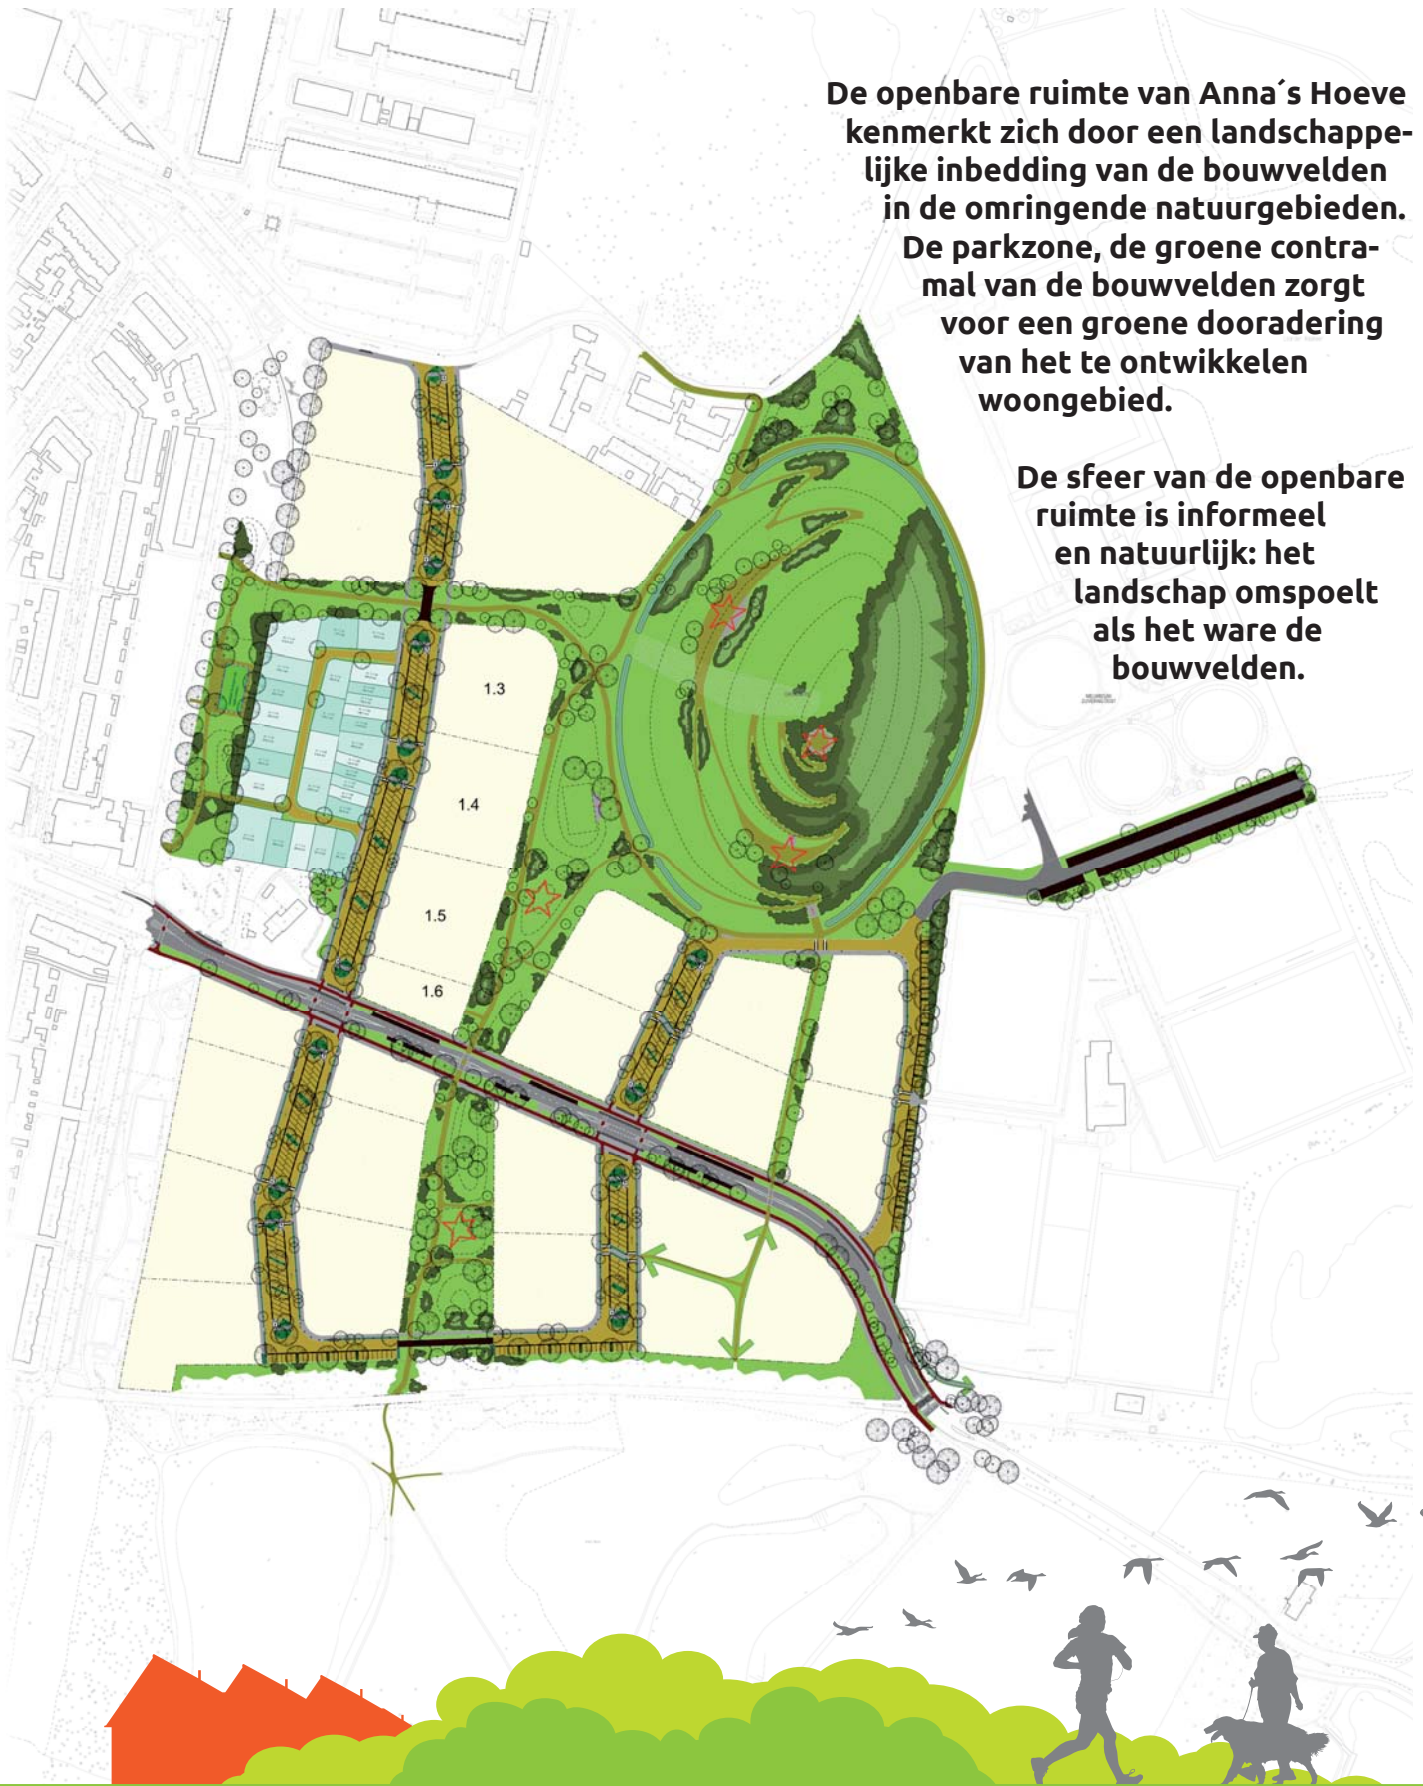 De openbare ruimte van Anna´s Hoeve
kenmerkt zich door een landschappe-
lijke inbedding van de bouwvelden
in de omringende natuurgebieden.
De parkzone, de groene contra-
mal van de bouwvelden zorgt
voor een groene dooradering
van het te ontwikkelen
woongebied.
De sfeer van de openbare
ruimte is informeel
en natuurlijk: het
landschap omspoelt
als het ware de
bouwvelden.
1.3
1.4
1.5
1.6